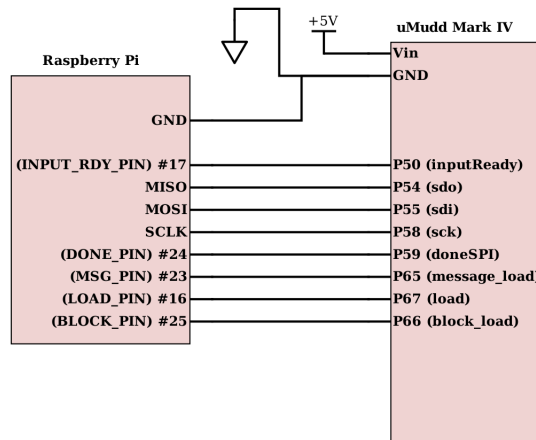 +5V
uMudd Mark IV
Vin
Raspberry Pi
GND
GND
(INPUT_RDY_PIN) #17
P50 (inputReady)
MISO
P54 (sdo)
MOSI
P55 (sdi)
SCLK
P58 (sck)
(DONE_PIN) #24
P59 (doneSPI)
(MSG_PIN) #23
P65 (message_load)
(LOAD_PIN) #16
P67 (load)
(BLOCK_PIN) #25
P66 (block_load)